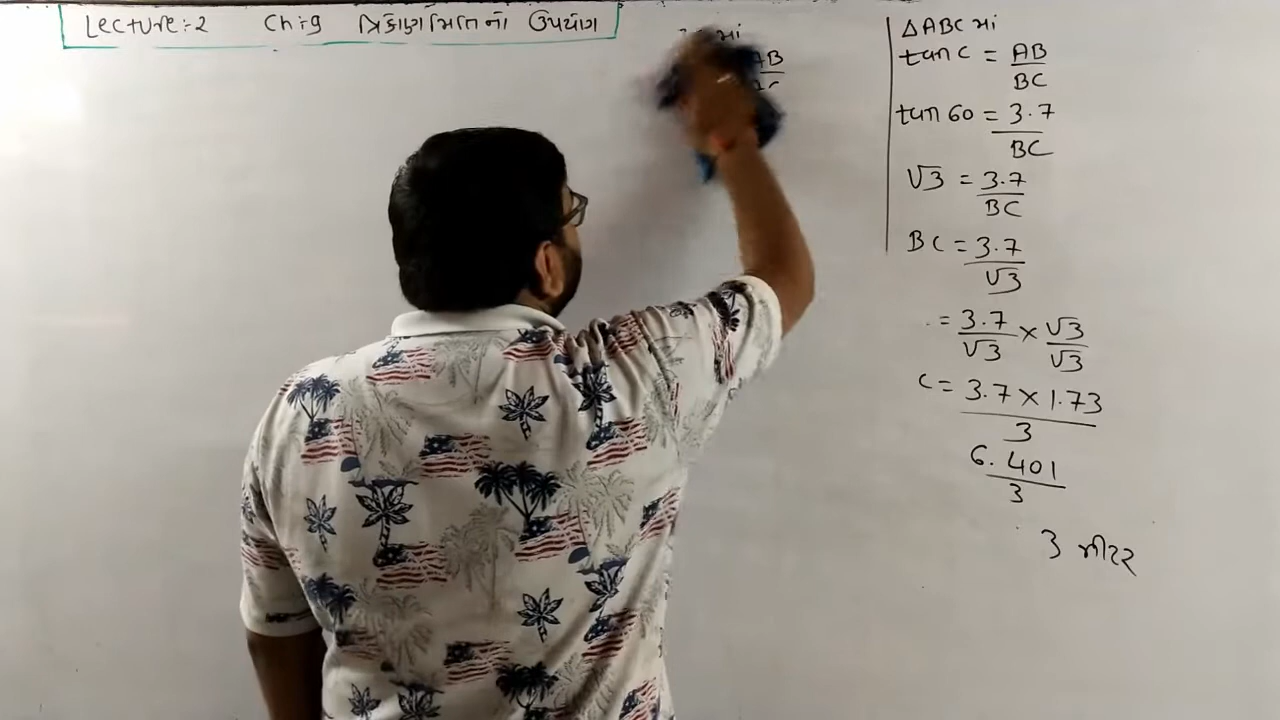 Lecture:-2 Ch:9 ત્રિકોણમિતિના ઉપયોગ
માં
AB
ΔABC માં
tan C = AB/BC
tan 60 = 3.7/BC
√3 = 3.7/BC
BC = 3.7/√3
= 3.7/√3 × √3/√3
C = 3.7 × 1.73/3
6.401/3
3 મીટર